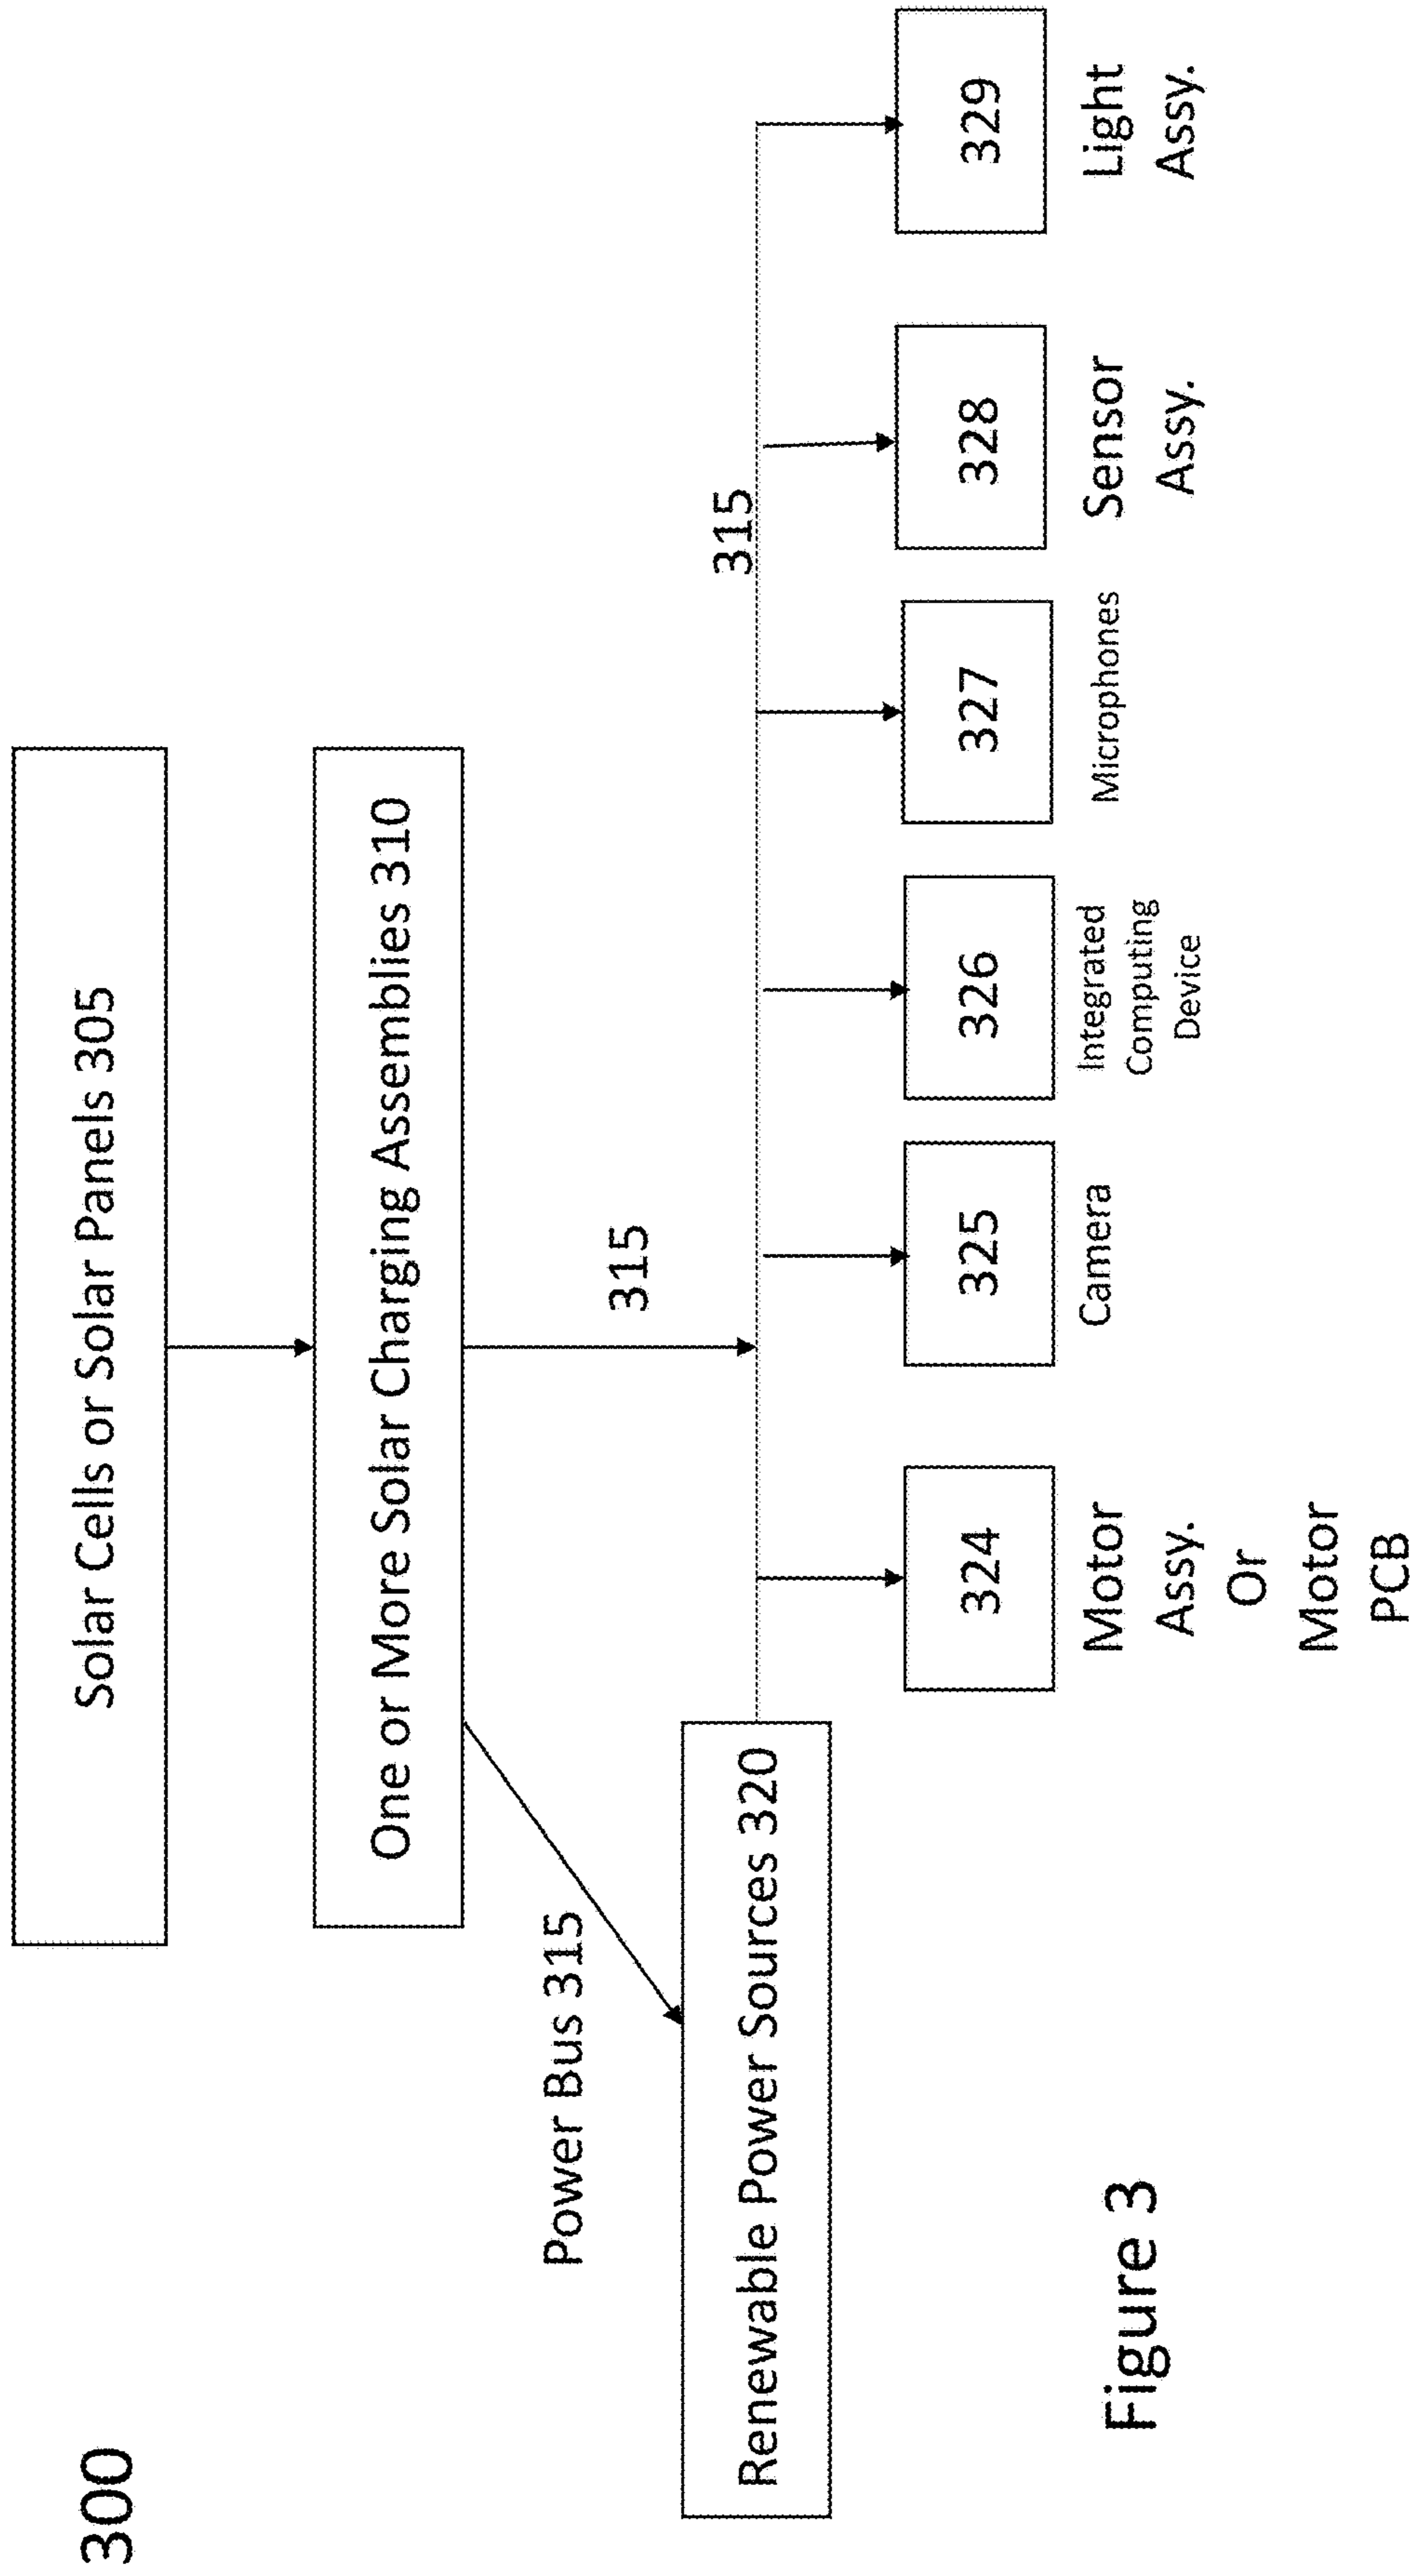 300
Solar Cells or Solar Panels 305
One or More Solar Charging Assemblies 310
Power Bus 315
315
315
Renewable Power Sources 320
324
325
326
327
328
329
Motor
Assy.
Or
Motor
PCB
Camera
Integrated
Computing
Device
Microphones
Sensor
Assy.
Light
Assy.
Figure 3